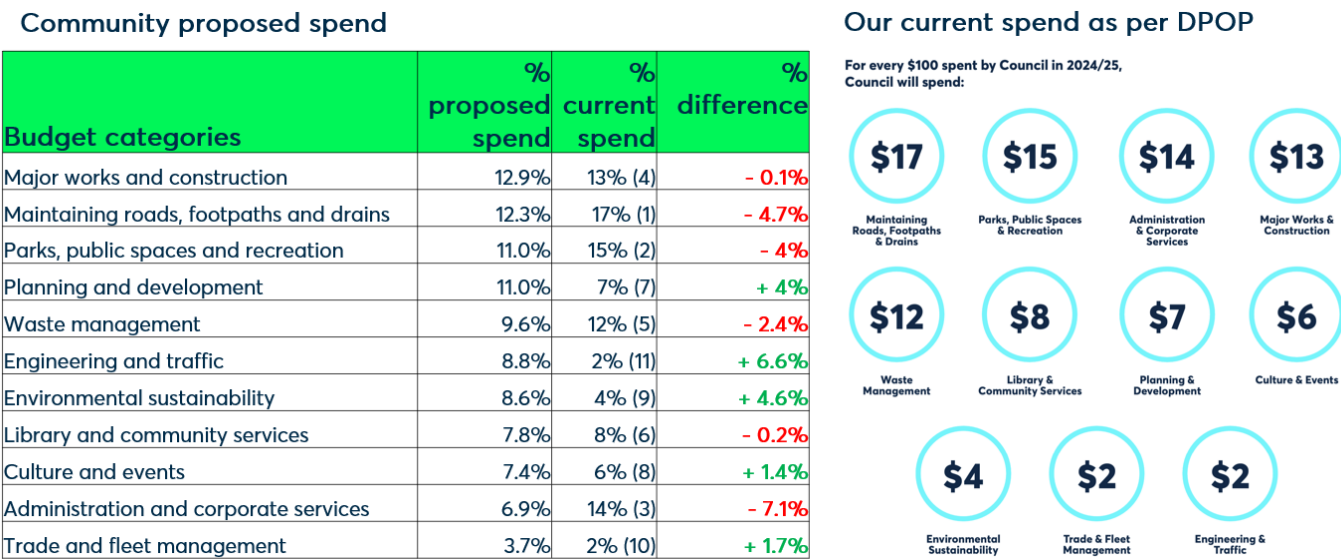 Community proposed spend
Budget categories
% proposed spend
% current spend
% difference
Major works and construction 12.9% 13% (4) - 0.1%
Maintaining roads, footpaths and drains 12.3% 17% (1) - 4.7%
Parks, public spaces and recreation 11.0% 15% (2) - 4%
Planning and development 11.0% 7% (7) + 4%
Waste management 9.6% 12% (5) - 2.4%
Engineering and traffic 8.8% 2% (11) + 6.6%
Environmental sustainability 8.6% 4% (9) + 4.6%
Library and community services 7.8% 8% (6) - 0.2%
Culture and events 7.4% 6% (8) + 1.4%
Administration and corporate services 6.9% 14% (3) - 7.1%
Trade and fleet management 3.7% 2% (10) + 1.7%
Our current spend as per DPOP
For every $100 spent by Council in 2024/25,
Council will spend:
$17
Maintaining
Roads, Footpaths
& Drains
$15
Parks, Public Spaces
& Recreation
$14
Administration
& Corporate
Services
$13
Major Works &
Construction
$12
Waste
Management
$8
Library &
Community Services
$7
Planning &
Development
$6
Culture & Events
$4
Environmental
Sustainability
$2
Trade & Fleet
Management
$2
Engineering &
Traffic